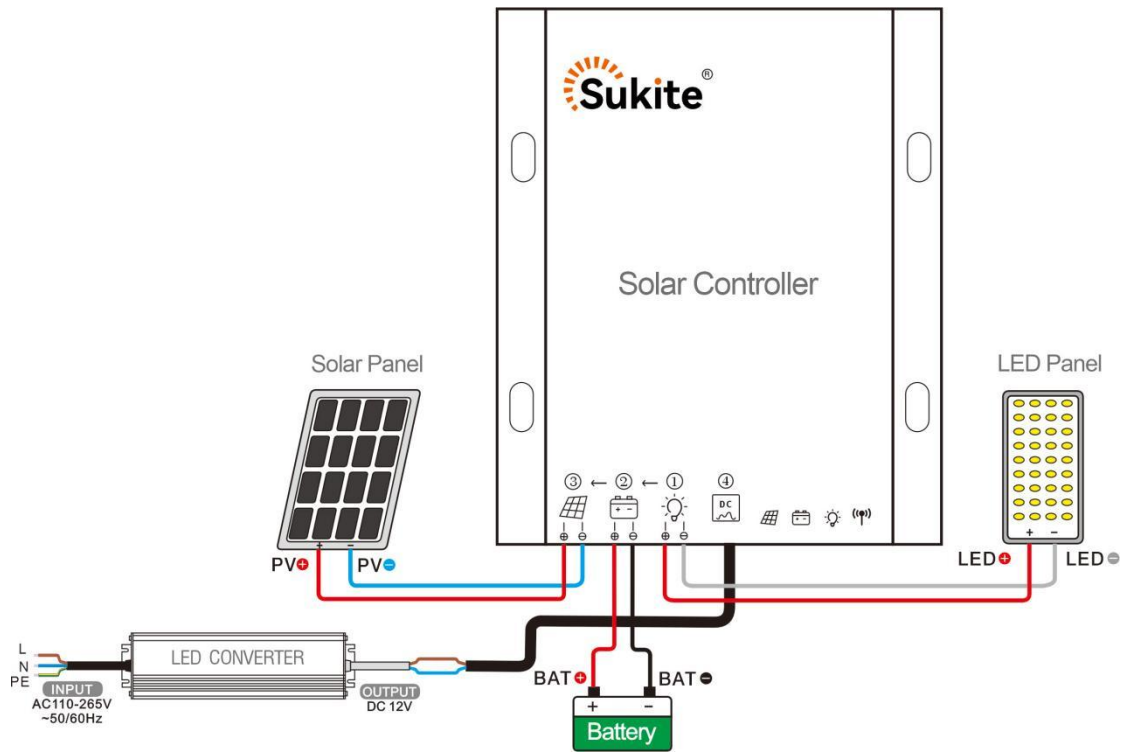 Sukite®
Solar Controller
Solar Panel
LED Panel
③ ← ② ← ① ④
+ - DC
⊕ ⊖ ⊕ ⊖ ⊕ ⊖
+ −
PV⊕ PV⊖
+ −
LED⊕ LED⊖
L
N
PE
LED CONVERTER
INPUT
AC110-265V
~50/60Hz
OUTPUT
DC 12V
BAT⊕ BAT⊖
+ −
Battery